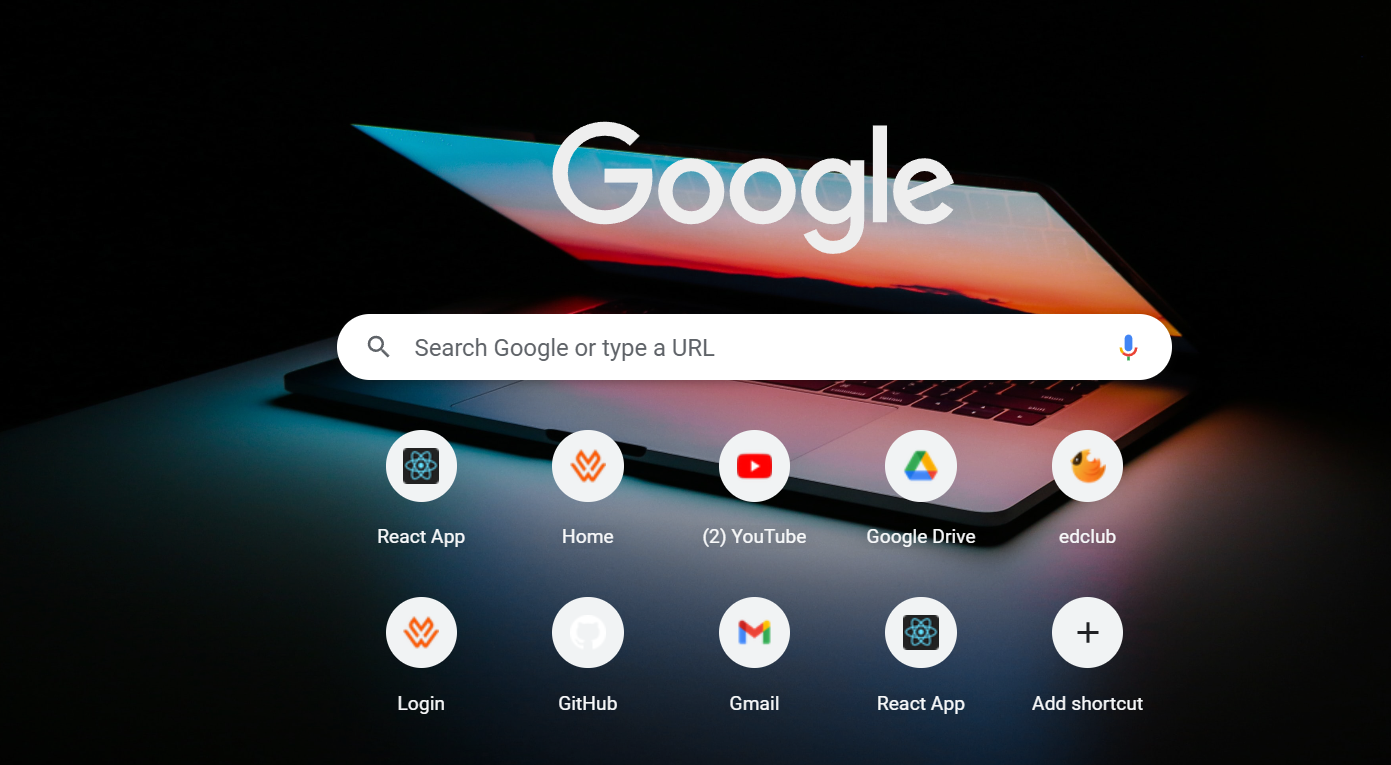 Google
Search Google or type a URL
React App
Home
(2) YouTube
Google Drive
edclub
Login
GitHub
Gmail
React App
Add shortcut